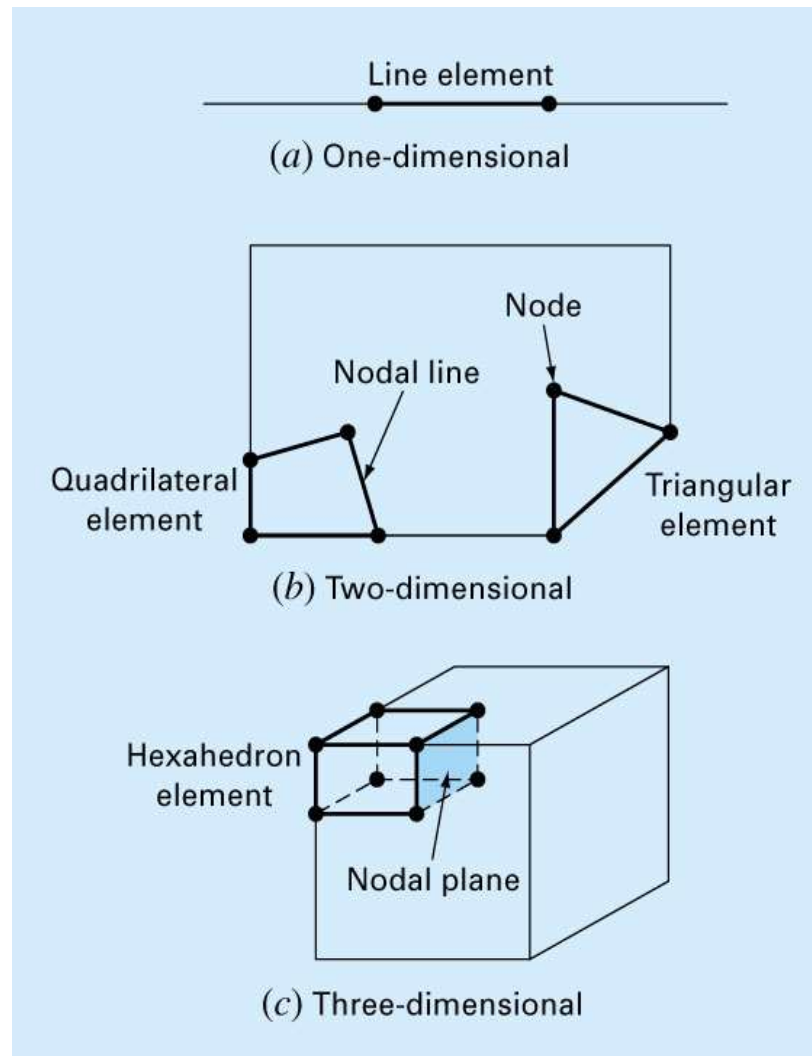 Line element
(a) One-dimensional
Node
Nodal line
Quadrilateral
element
Triangular
element
(b) Two-dimensional
Hexahedron
element
Nodal plane
(c) Three-dimensional